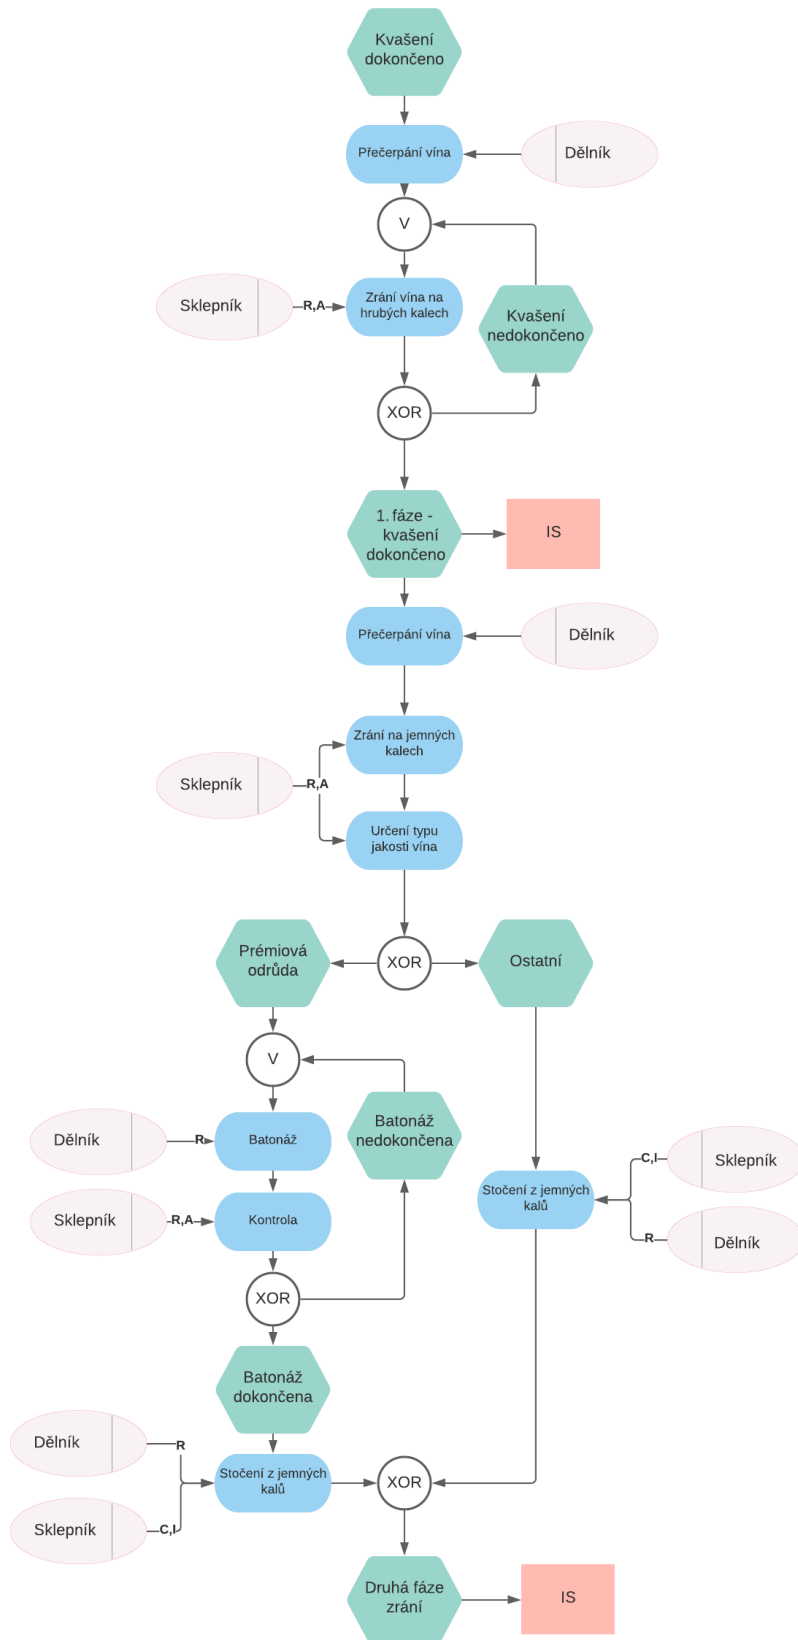 Kvašení
dokončeno
Přečerpání vína
Dělník
V
Sklepník
R,A
Zrání vína na
hrubých kalech
Kvašení
nedokončeno
XOR
1. fáze -
kvašení
dokončeno
IS
Přečerpání vína
Dělník
Zrání na jemných
kalech
Sklepník
R,A
Určení typu
jakosti vína
Prémiová
odrůda
XOR
Ostatní
V
Batonáž
nedokončena
Dělník
R
Batonáž
C,I
Sklepník
Stočení z jemných
kalů
Sklepník
R,A
Kontrola
R
Dělník
XOR
Batonáž
dokončena
Dělník
R
Stočení z jemných
kalů
XOR
Sklepník
C,I
Druhá fáze
zrání
IS